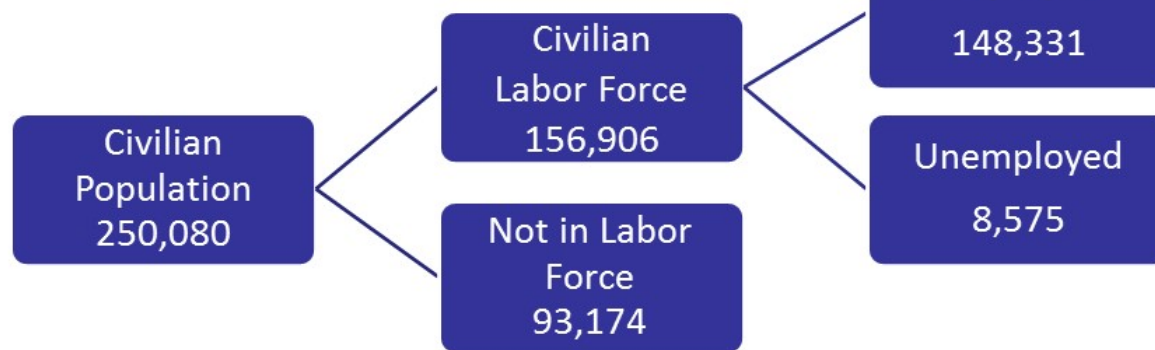 Civilian
Population
250,080
Civilian
Labor Force
156,906
Not in Labor
Force
93,174
148,331
Unemployed
8,575